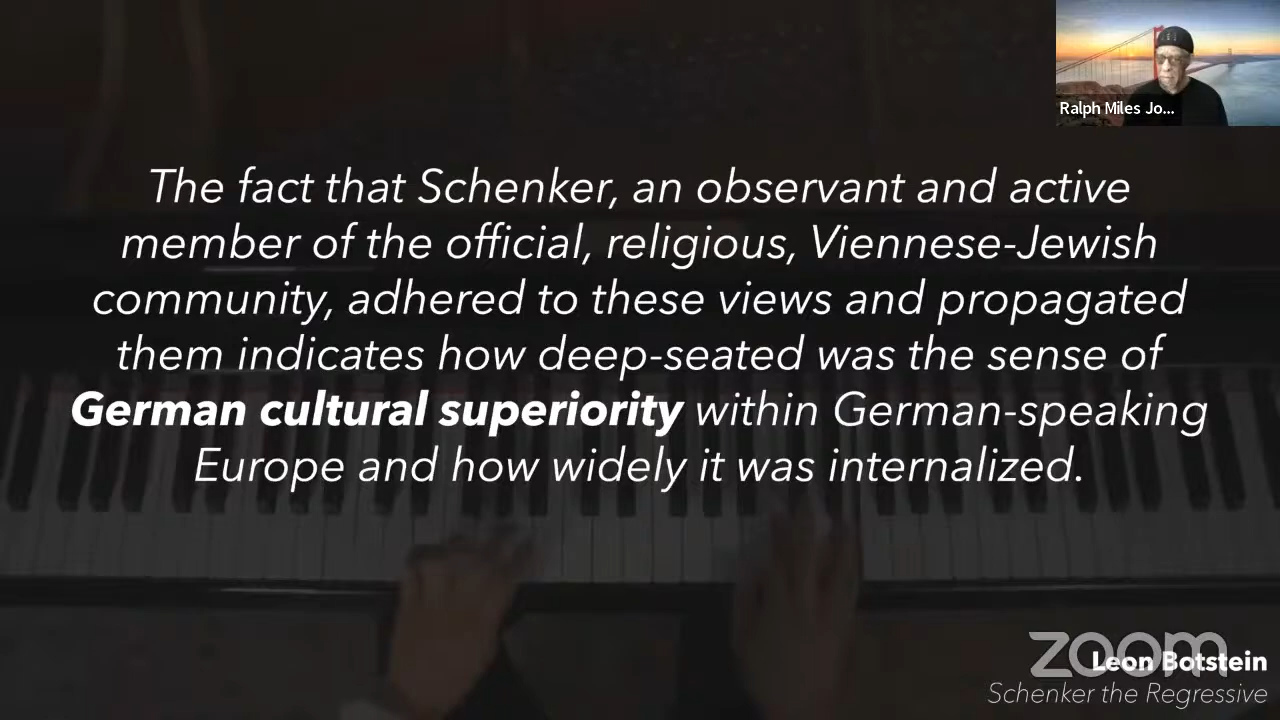 Ralph Miles Jo...
The fact that Schenker, an observant and active
member of the official, religious, Viennese-Jewish
community, adhered to these views and propagated
them indicates how deep-seated was the sense of
German cultural superiority within German-speaking
Europe and how widely it was internalized.
zoom
Leon Botstein
Schenker the Regressive